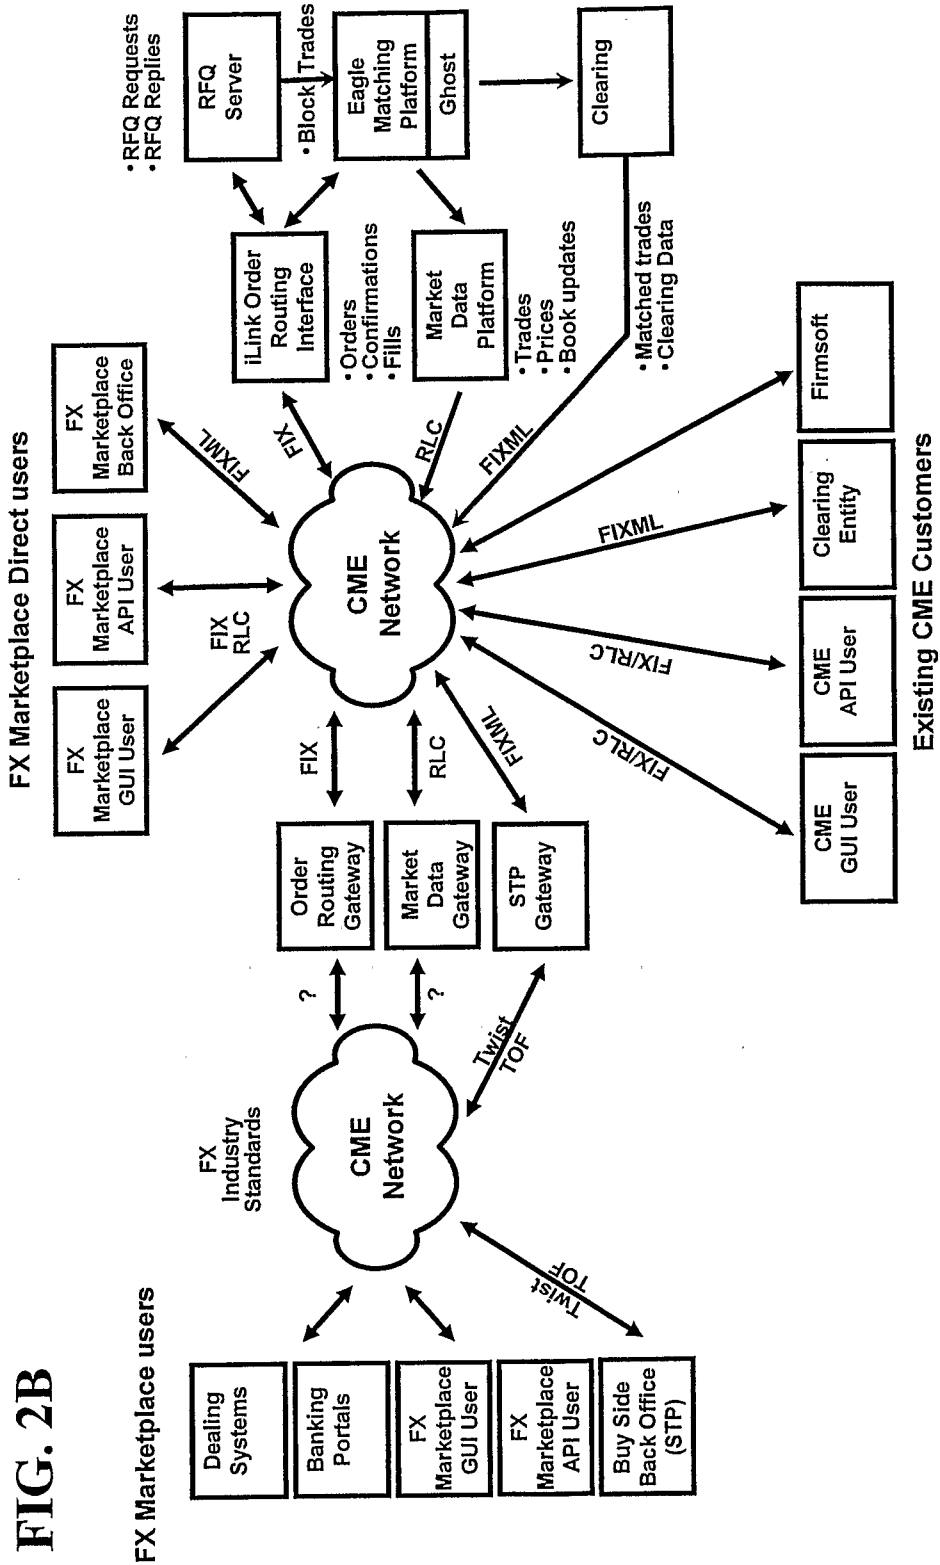 FIG. 2B
FX Marketplace users
Dealing
Systems
Banking
Portals
FX
Marketplace
GUI User
FX
Marketplace
API User
Buy Side
Back Office
(STP)
FX
Industry
Standards
CME
Network
Twist
TOF
?
?
Twist
TOF
Order
Routing
Gateway
Market
Data
Gateway
STP
Gateway
FIX
RLC
FIXML
FX Marketplace Direct users
FX
Marketplace
GUI User
FX
Marketplace
API User
FX
Marketplace
Back Office
FIX
RLC
FIXML
CME
Network
FIX
RLC
FIXML
iLink Order
Routing
Interface
• Orders
• Confirmations
• Fills
Market
Data
Platform
• Trades
• Prices
• Book updates
• RFQ Requests
• RFQ Replies
RFQ
Server
• Block Trades
Eagle
Matching
Platform
Ghost
Clearing
• Matched trades
• Clearing Data
FIX/RLC
FIX/RLC
FIXML
CME
GUI User
CME
API User
Clearing
Entity
Firmsoft
Existing CME Customers